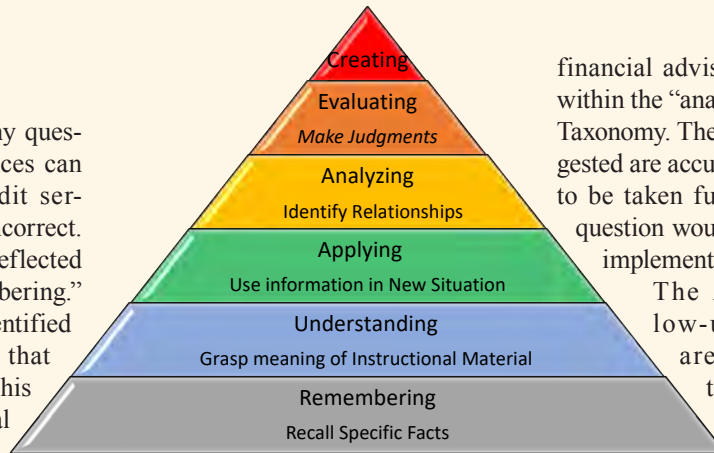 ny ques-
ces can
dit ser-
ncorrect.
eflected
bering.”
entified
that
his
al
Creating
Evaluating
Make Judgments
Analyzing
Identify Relationships
Applying
Use information in New Situation
Understanding
Grasp meaning of Instructional Material
Remembering
Recall Specific Facts
financial advis
within the “ana
Taxonomy. The
gested are accu
to be taken fu
question wou
implement
The
low-u
are
t